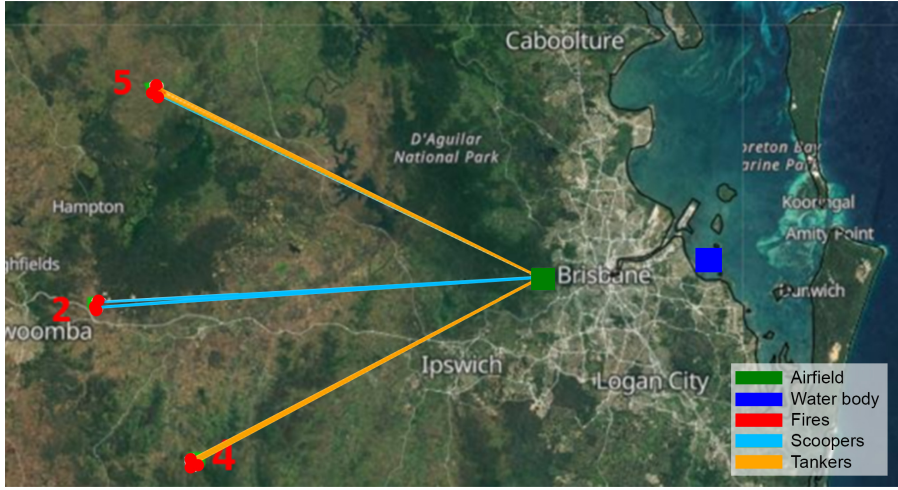 Caboolture
5
D'Aguilar
National Park
oreton Bay
arine Park
Hampton
Kooringal
Amity Point
ghfields
Brisbane
2
Dunwich
woomba
Ipswich
Logan City
4
Airfield
Water body
Fires
Scoopers
Tankers